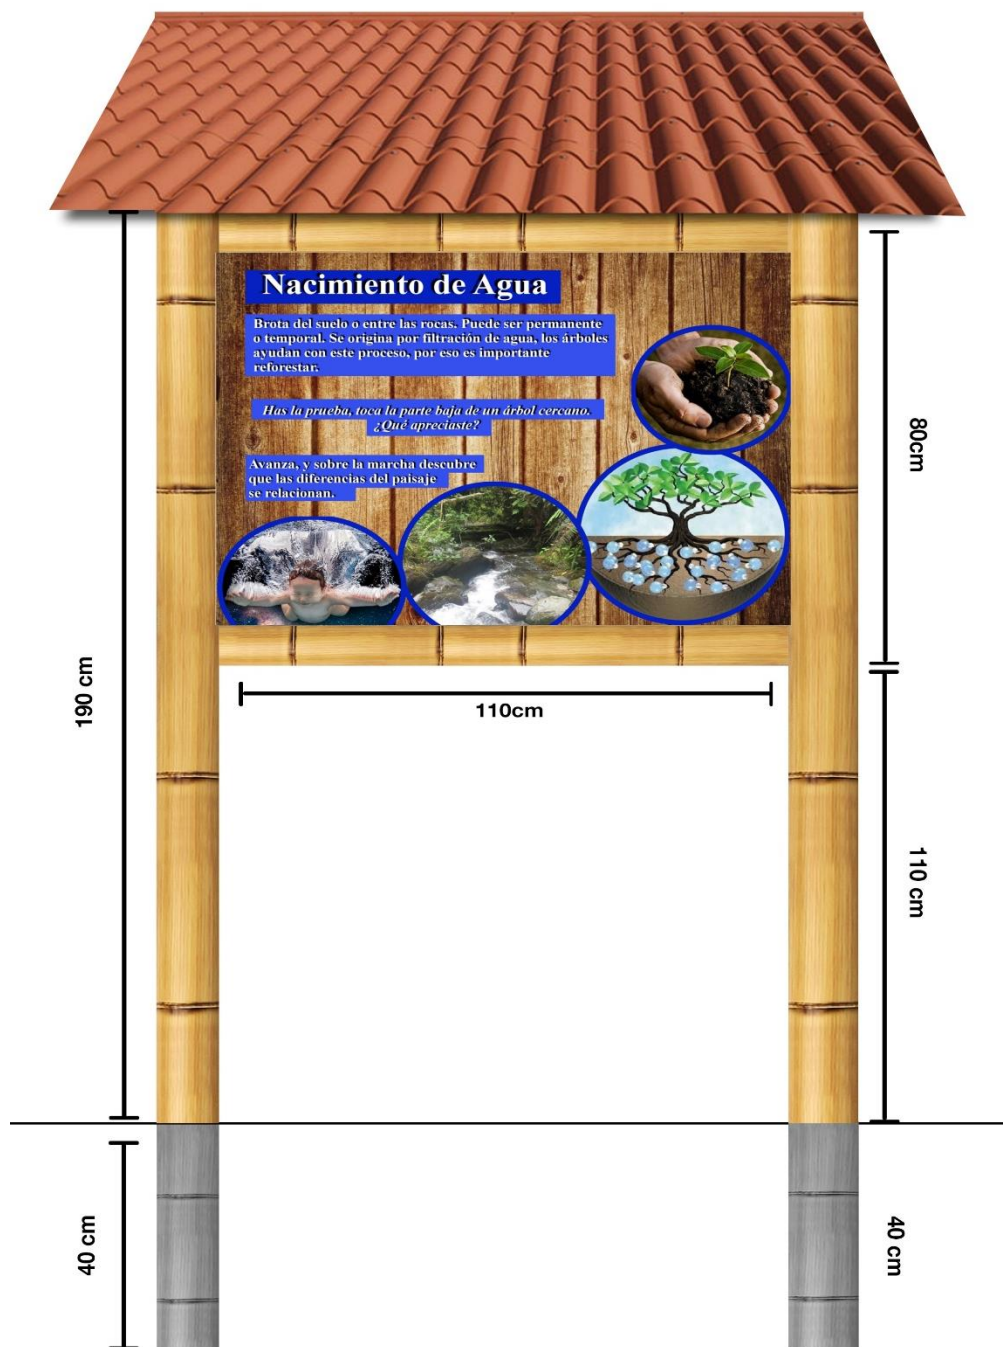 Nacimiento de Agua
Brota del suelo o entre las rocas. Puede ser permanente
o temporal. Se origina por filtración de agua, los árboles
ayudan con este proceso, por eso es importante
reforestar.
Has la prueba, toca la parte baja de un árbol cercano.
¿Qué apreciaste?
Avanza, y sobre la marcha descubre
que las diferencias del paisaje
se relacionan.
80cm
190 cm
110cm
110 cm
40 cm
40 cm